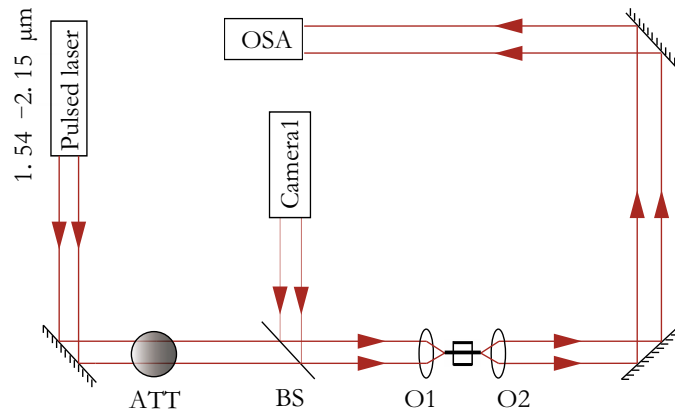 1.54 -2.15 μm
Pulsed laser
OSA
Camera1
ATT
BS
O1
O2